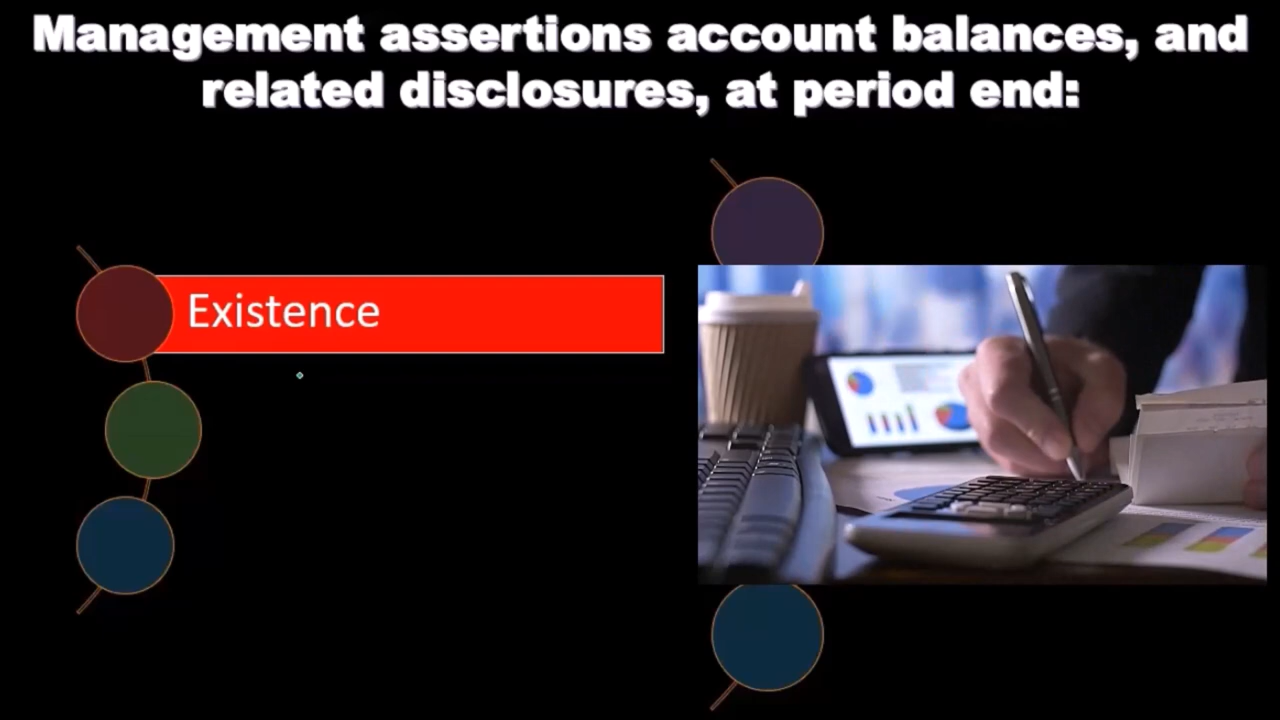 Management assertions account balances, and
related disclosures, at period end:
Existence